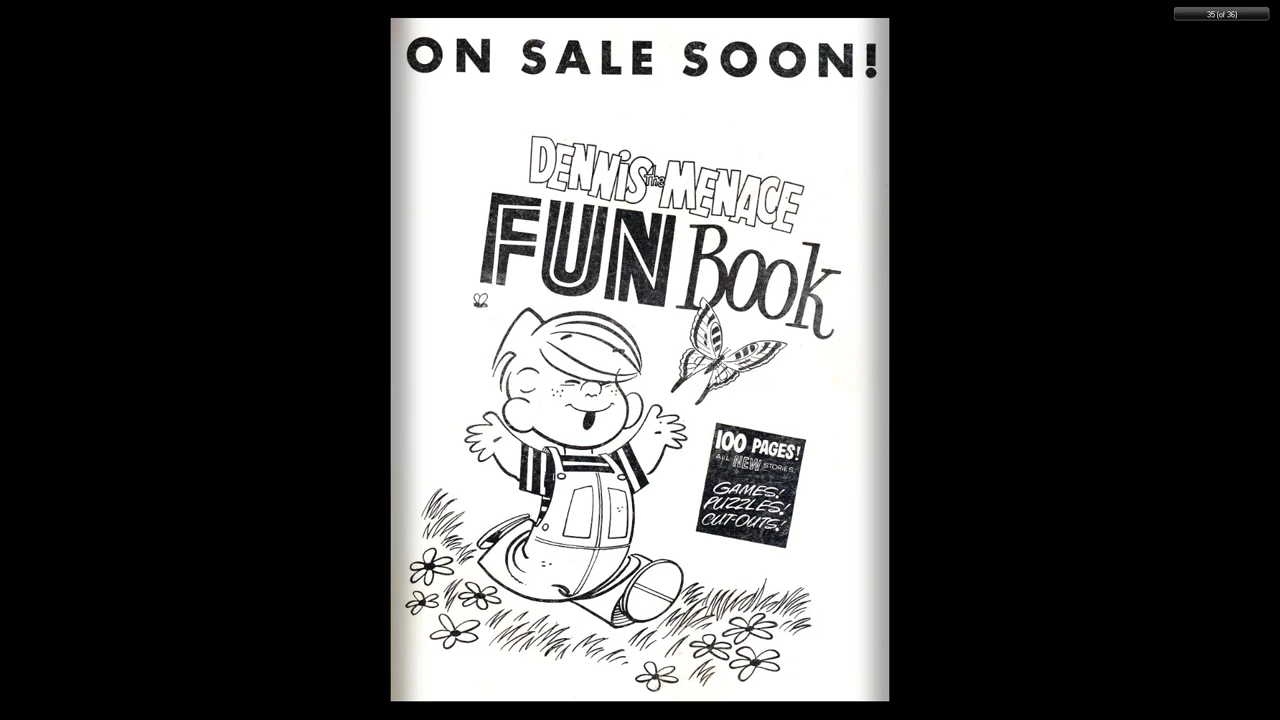 35 (of 36)
ON SALE SOON!
DENNIS the MENACE
FUN Book
100 PAGES!
ALL NEW STORIES
GAMES!
PUZZLES!
CUT-OUTS!